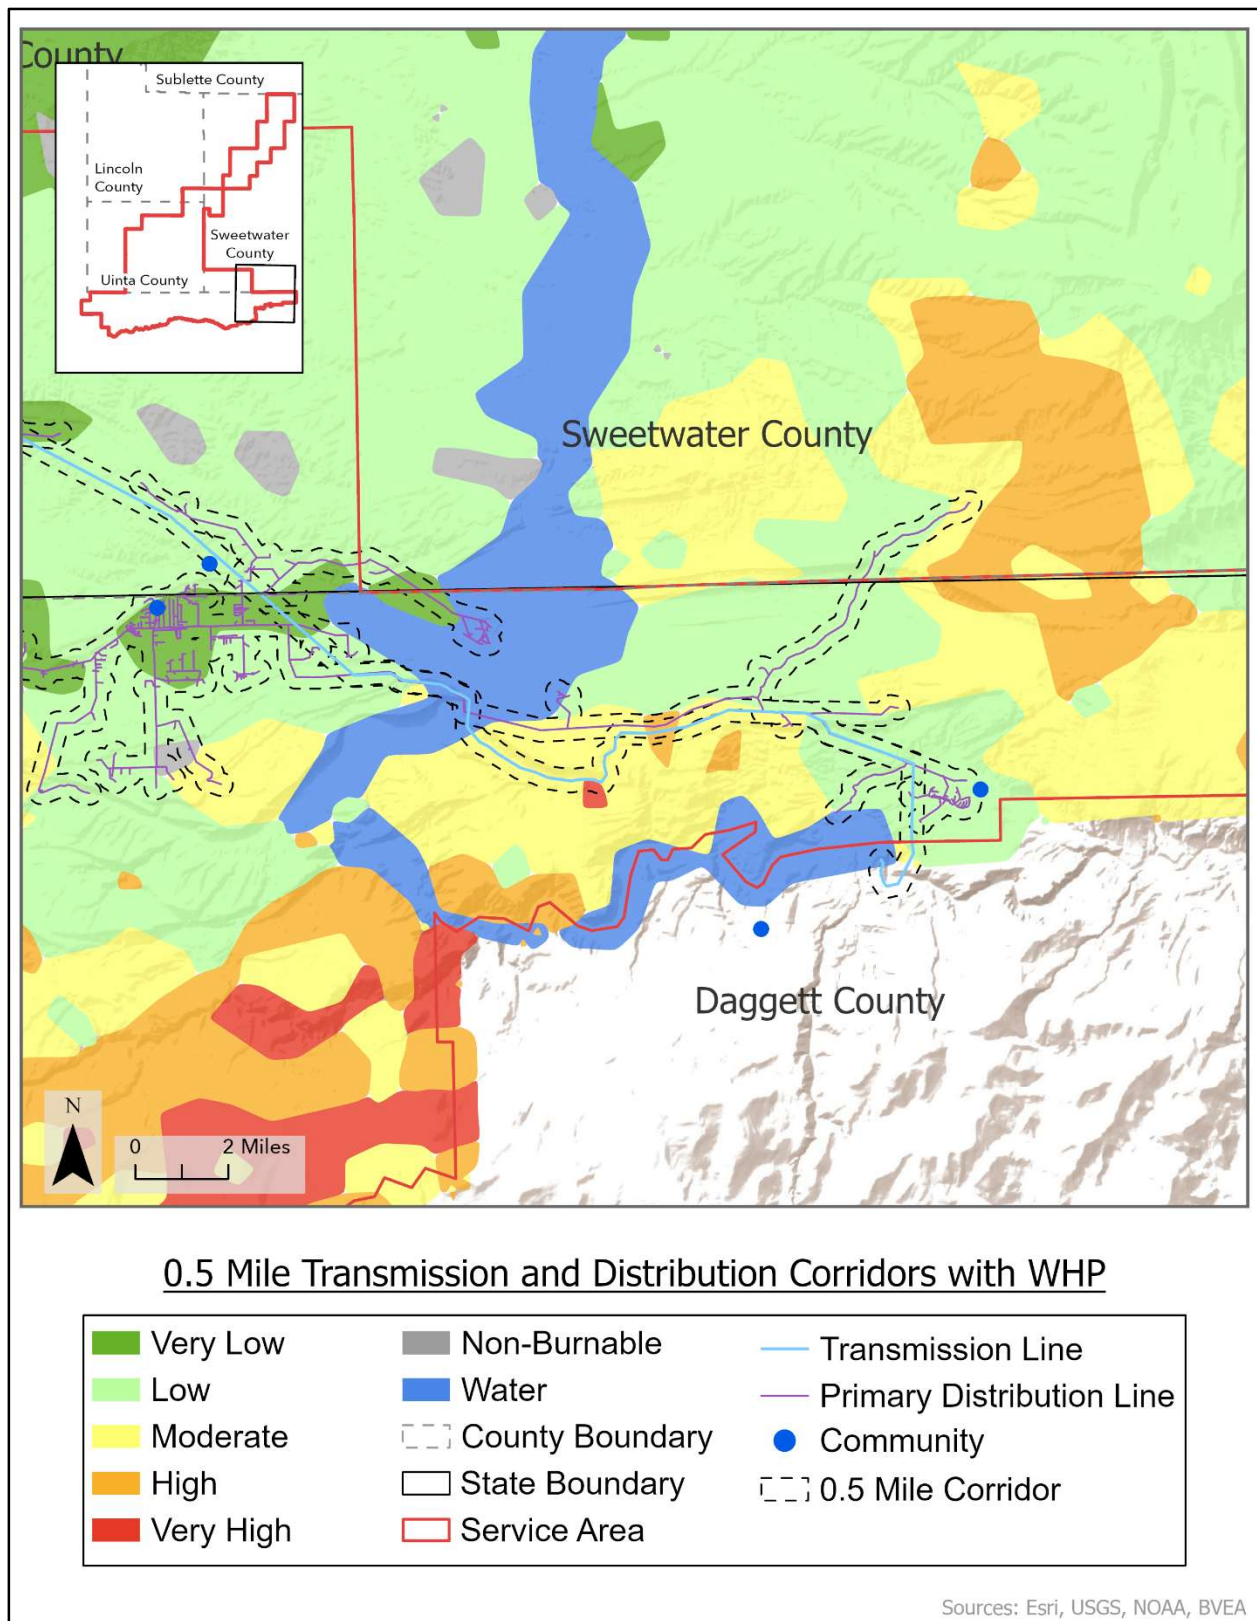 County
Sublette County
Lincoln
County
Sweetwater
County
Uinta County
Sweetwater County
Daggett County
N
0 2 Miles
0.5 Mile Transmission and Distribution Corridors with WHP
Very Low
Low
Moderate
High
Very High
Non-Burnable
Water
County Boundary
State Boundary
Service Area
Transmission Line
Primary Distribution Line
Community
0.5 Mile Corridor
Sources: Esri, USGS, NOAA, BVEA